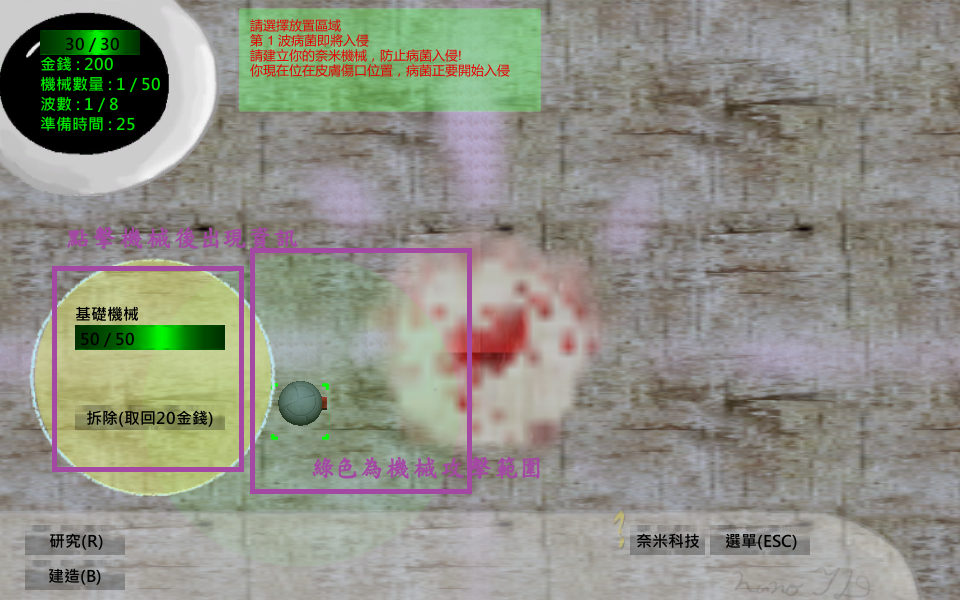 30 / 30
金錢 : 200
機械數量 : 1 / 50
波數 : 1 / 8
準備時間 : 25
請選擇放置區域
第 1 波病菌即將入侵
請建立你的奈米機械，防止病菌入侵!
你現在位在皮膚傷口位置，病菌正要開始入侵
點擊機械後出現資訊
基礎機械
50 / 50
拆除(取回20金錢)
綠色為機械攻擊範圍
研究(R)
奈米科技
選單(ESC)
建造(B)